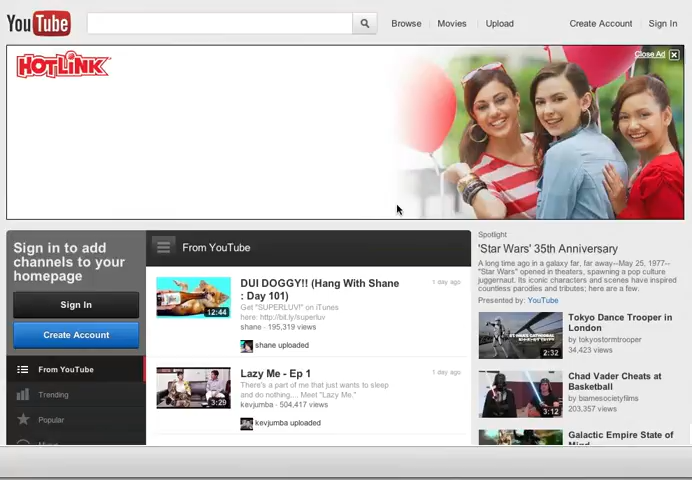 YouTube
Browse
Movies
Upload
Create Account
Sign In
HOTLINK
Close Ad
Sign in to add
channels to your
homepage
Sign In
Create Account
From YouTube
Trending
Popular
From YouTube
DUI DOGGY!! (Hang With Shane
: Day 101)
1 day ago
Get "SUPERLUV!" on iTunes
here: http://bit.ly/superluv
shane · 195,319 views
12:44
shane uploaded
Lazy Me - Ep 1
1 day ago
There's a part of me that just wants to sleep
and do nothing.... Meet "Lazy Me."
kevjumba · 504,417 views
3:29
kevjumba uploaded
Spotlight
'Star Wars' 35th Anniversary
A long time ago in a galaxy far, far away--May 25, 1977--
"Star Wars" opened in theaters, spawning a pop culture
juggernaut. Its iconic characters and scenes have inspired
countless parodies and tributes; here are a few.
Presented by: YouTube
Tokyo Dance Trooper in
London
by tokyostormtrooper
34,423 views
2:32
Chad Vader Cheats at
Basketball
by blamesocietyfilms
203,357 views
3:12
Galactic Empire State of